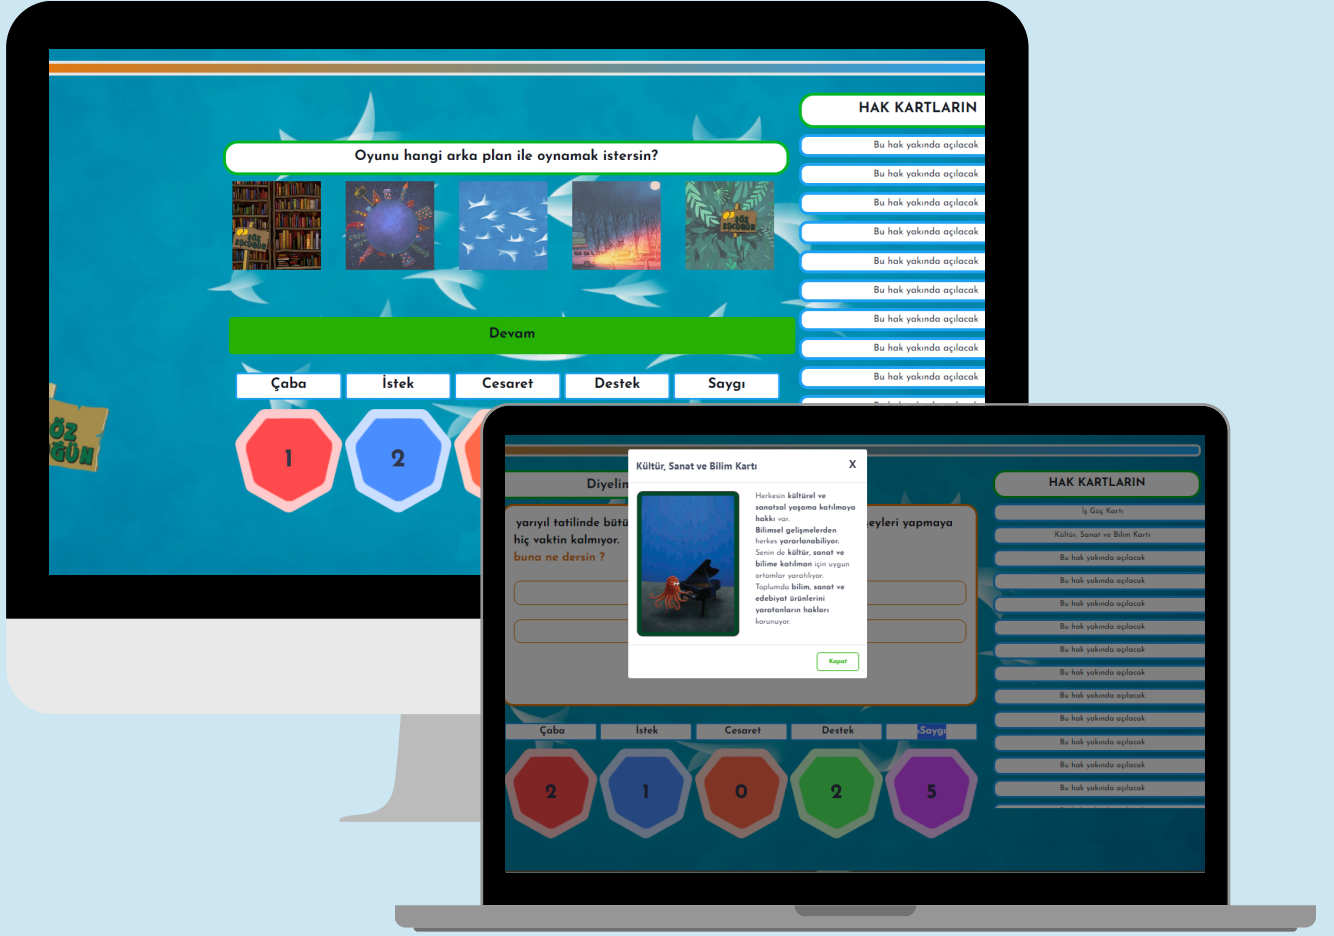 HAK KARTLARIN
Oyunu hangi arka plan ile oynamak istersin?
Bu hak yakında açılacak
Bu hak yakında açılacak
Bu hak yakında açılacak
Bu hak yakında açılacak
Bu hak yakında açılacak
Bu hak yakında açılacak
Bu hak yakında açılacak
Bu hak yakında açılacak
Bu hak yakında açılacak
SÖZ
KÜÇÜĞÜN
SÖZ
KÜÇÜĞÜN
Devam
Çaba
İstek
Cesaret
Destek
Saygı
1
2
ÖZ
ĞÜN
Diyelim
yarıyıl tatilinde bütü
şeyleri yapmaya
hiç vaktin kalmıyor.
buna ne dersin ?
Kültür, Sanat ve Bilim Kartı
X
Herkesin kültürel ve
sanatsal yaşama katılmaya
hakkı var.
Bilimsel gelişmelerden
herkes yararlanabiliyor.
Senin de kültür, sanat ve
bilime katılman için uygun
ortamlar yaratılıyor.
Toplumda bilim, sanat ve
edebiyat ürünlerini
yaratanların hakları
korunuyor.
Kapat
HAK KARTLARIN
İş Güç Kartı
Kültür, Sanat ve Bilim Kartı
Bu hak yakında açılacak
Bu hak yakında açılacak
Bu hak yakında açılacak
Bu hak yakında açılacak
Bu hak yakında açılacak
Bu hak yakında açılacak
Bu hak yakında açılacak
Bu hak yakında açılacak
Bu hak yakında açılacak
Bu hak yakında açılacak
Bu hak yakında açılacak
Çaba
İstek
Cesaret
Destek
Saygı
2
1
0
2
5